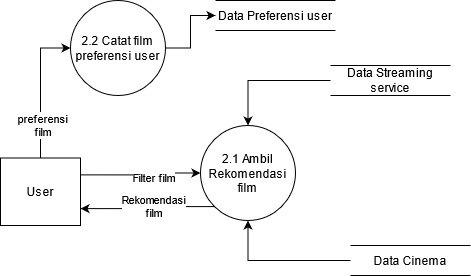 2.2 Catat film
preferensi user
Data Preferensi user
Data Streaming
service
preferensi
film
2.1 Ambil
Rekomendasi
film
Filter film
User
Rekomendasi
film
Data Cinema